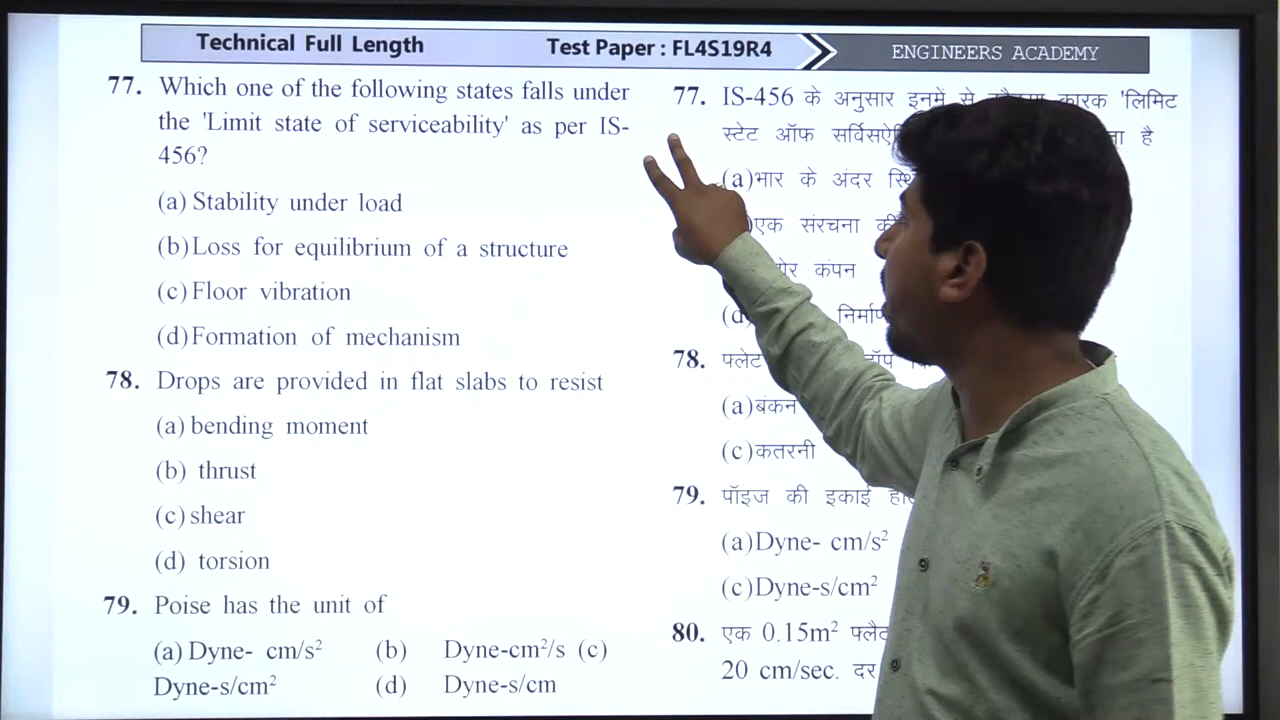 Technical Full Length
Test Paper : FL4S19R4
ENGINEERS ACADEMY
77. Which one of the following states falls under
the 'Limit state of serviceability' as per IS-
456?
(a) Stability under load
(b) Loss for equilibrium of a structure
(c) Floor vibration
(d) Formation of mechanism
78. Drops are provided in flat slabs to resist
(a) bending moment
(b) thrust
(c) shear
(d) torsion
79. Poise has the unit of
(a) Dyne- cm/s² (b) Dyne-cm²/s (c)
Dyne-s/cm² (d) Dyne-s/cm
77. IS-456 के अनुसार इनमें से कारक 'लिमिट
स्टेट ऑफ है
(a) भार के अंदर
एक संरचना की
कंपन
(d) निर्माण
78. फ्लेट
(a) बंकन
(c) कतरनी
79. पॉइज की इकाई
(a) Dyne- cm/s²
(c) Dyne-s/cm²
80. एक 0.15m² फ्लैट
20 cm/sec. दर